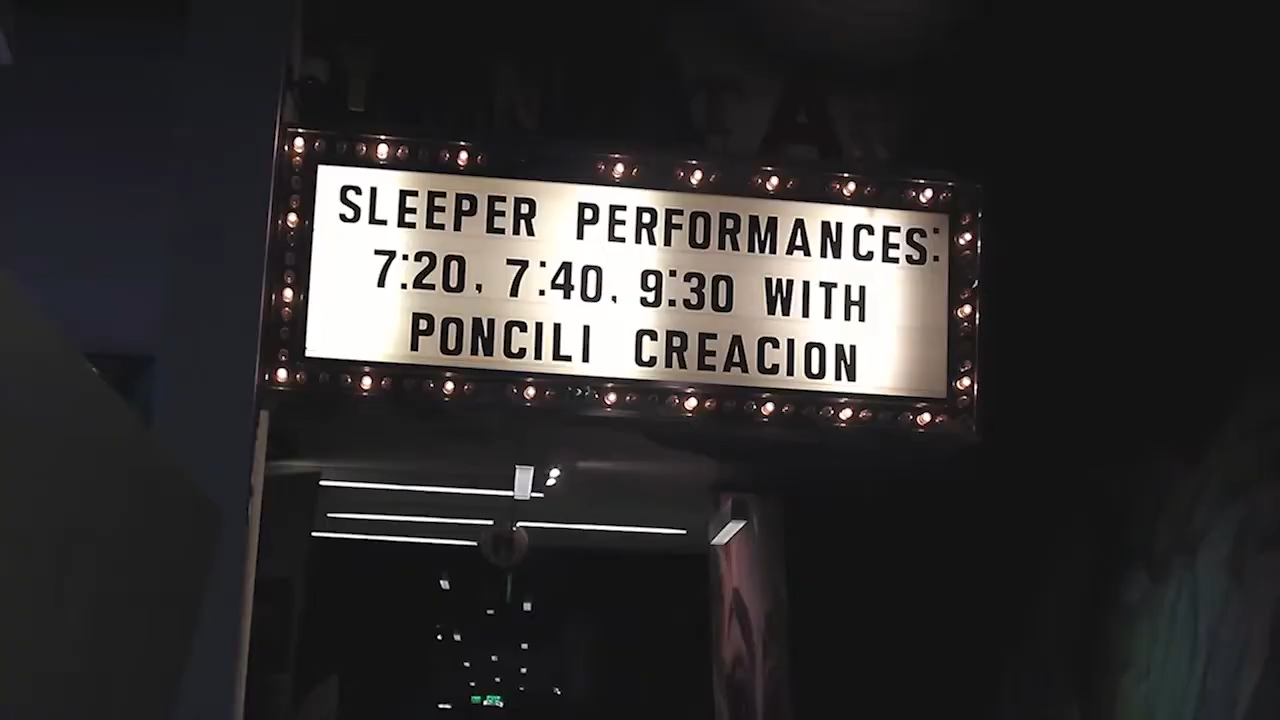 SLEEPER PERFORMANCES:
7:20, 7:40, 9:30 WITH
PONCILI CREACION